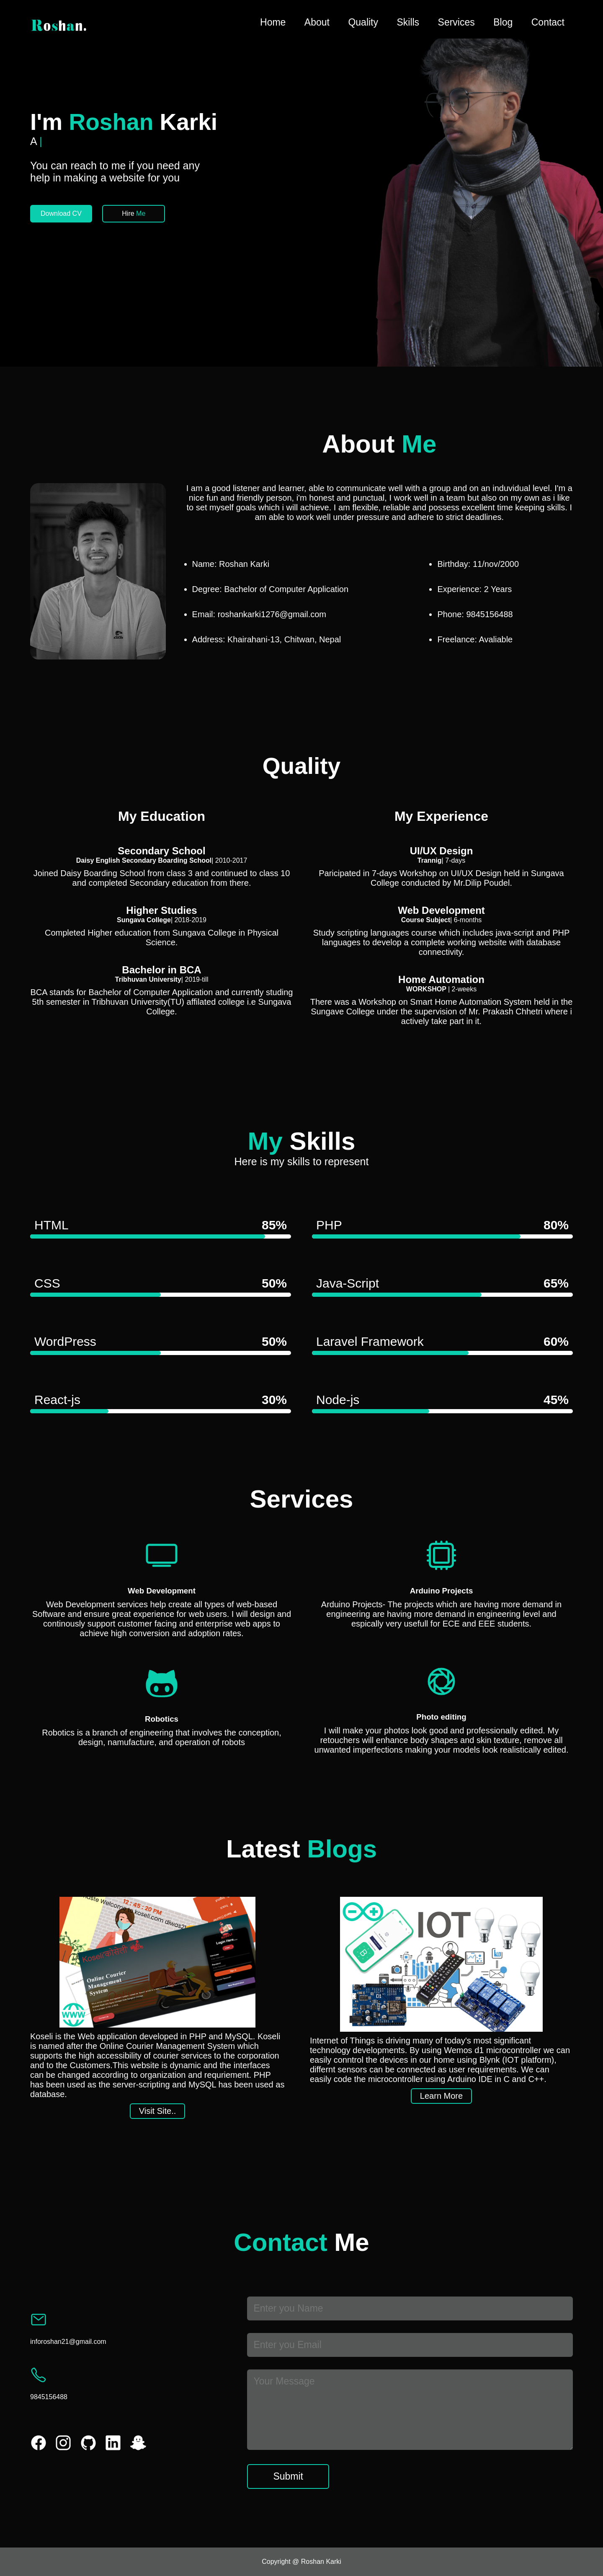 Roshan.
Home About Quality Skills Services Blog Contact
I'm Roshan Karki
A |
You can reach to me if you need any
help in making a website for you
Download CV
Hire Me
About Me
I am a good listener and learner, able to communicate well with a group and on an induvidual level. I'm a
nice fun and friendly person, i'm honest and punctual, I work well in a team but also on my own as i like
to set myself goals which i will achieve. I am flexible, reliable and possess excellent time keeping skills. I
am able to work well under pressure and adhere to strict deadlines.
Name: Roshan Karki
Degree: Bachelor of Computer Application
Email: roshankarki1276@gmail.com
Address: Khairahani-13, Chitwan, Nepal
Birthday: 11/nov/2000
Experience: 2 Years
Phone: 9845156488
Freelance: Avaliable
Quality
My Education
Secondary School
Daisy English Secondary Boarding School| 2010-2017
Joined Daisy Boarding School from class 3 and continued to class 10
and completed Secondary education from there.
Higher Studies
Sungava College| 2018-2019
Completed Higher education from Sungava College in Physical
Science.
Bachelor in BCA
Tribhuvan University| 2019-till
BCA stands for Bachelor of Computer Application and currently studing
5th semester in Tribhuvan University(TU) affilated college i.e Sungava
College.
My Experience
UI/UX Design
Trannig| 7-days
Paricipated in 7-days Workshop on UI/UX Design held in Sungava
College conducted by Mr.Dilip Poudel.
Web Development
Course Subject| 6-months
Study scripting languages course which includes java-script and PHP
languages to develop a complete working website with database
connectivity.
Home Automation
WORKSHOP | 2-weeks
There was a Workshop on Smart Home Automation System held in the
Sungave College under the supervision of Mr. Prakash Chhetri where i
actively take part in it.
My Skills
Here is my skills to represent
HTML 85%
PHP 80%
CSS 50%
Java-Script 65%
WordPress 50%
Laravel Framework 60%
React-js 30%
Node-js 45%
Services
Web Development
Web Development services help create all types of web-based
Software and ensure great experience for web users. I will design and
continously support customer facing and enterprise web apps to
achieve high conversion and adoption rates.
Arduino Projects
Arduino Projects- The projects which are having more demand in
engineering are having more demand in engineering level and
espically very usefull for ECE and EEE students.
Robotics
Robotics is a branch of engineering that involves the conception,
design, namufacture, and operation of robots
Photo editing
I will make your photos look good and professionally edited. My
retouchers will enhance body shapes and skin texture, remove all
unwanted imperfections making your models look realistically edited.
Latest Blogs
12 : 45 : 20 PM
Online Courier
Management
System
WWW
Koseli is the Web application developed in PHP and MySQL. Koseli
is named after the Online Courier Management System which
supports the high accessibility of courier services to the corporation
and to the Customers.This website is dynamic and the interfaces
can be changed according to organization and requriement. PHP
has been used as the server-scripting and MySQL has been used as
database.
Visit Site..
IOT
Internet of Things is driving many of today's most significant
technology developments. By using Wemos d1 microcontroller we can
easily conntrol the devices in our home using Blynk (IOT platform),
differnt sensors can be connected as user requirements. We can
easily code the microcontroller using Arduino IDE in C and C++.
Learn More
Contact Me
inforoshan21@gmail.com
9845156488
Enter you Name
Enter you Email
Your Message
Submit
Copyright @ Roshan Karki